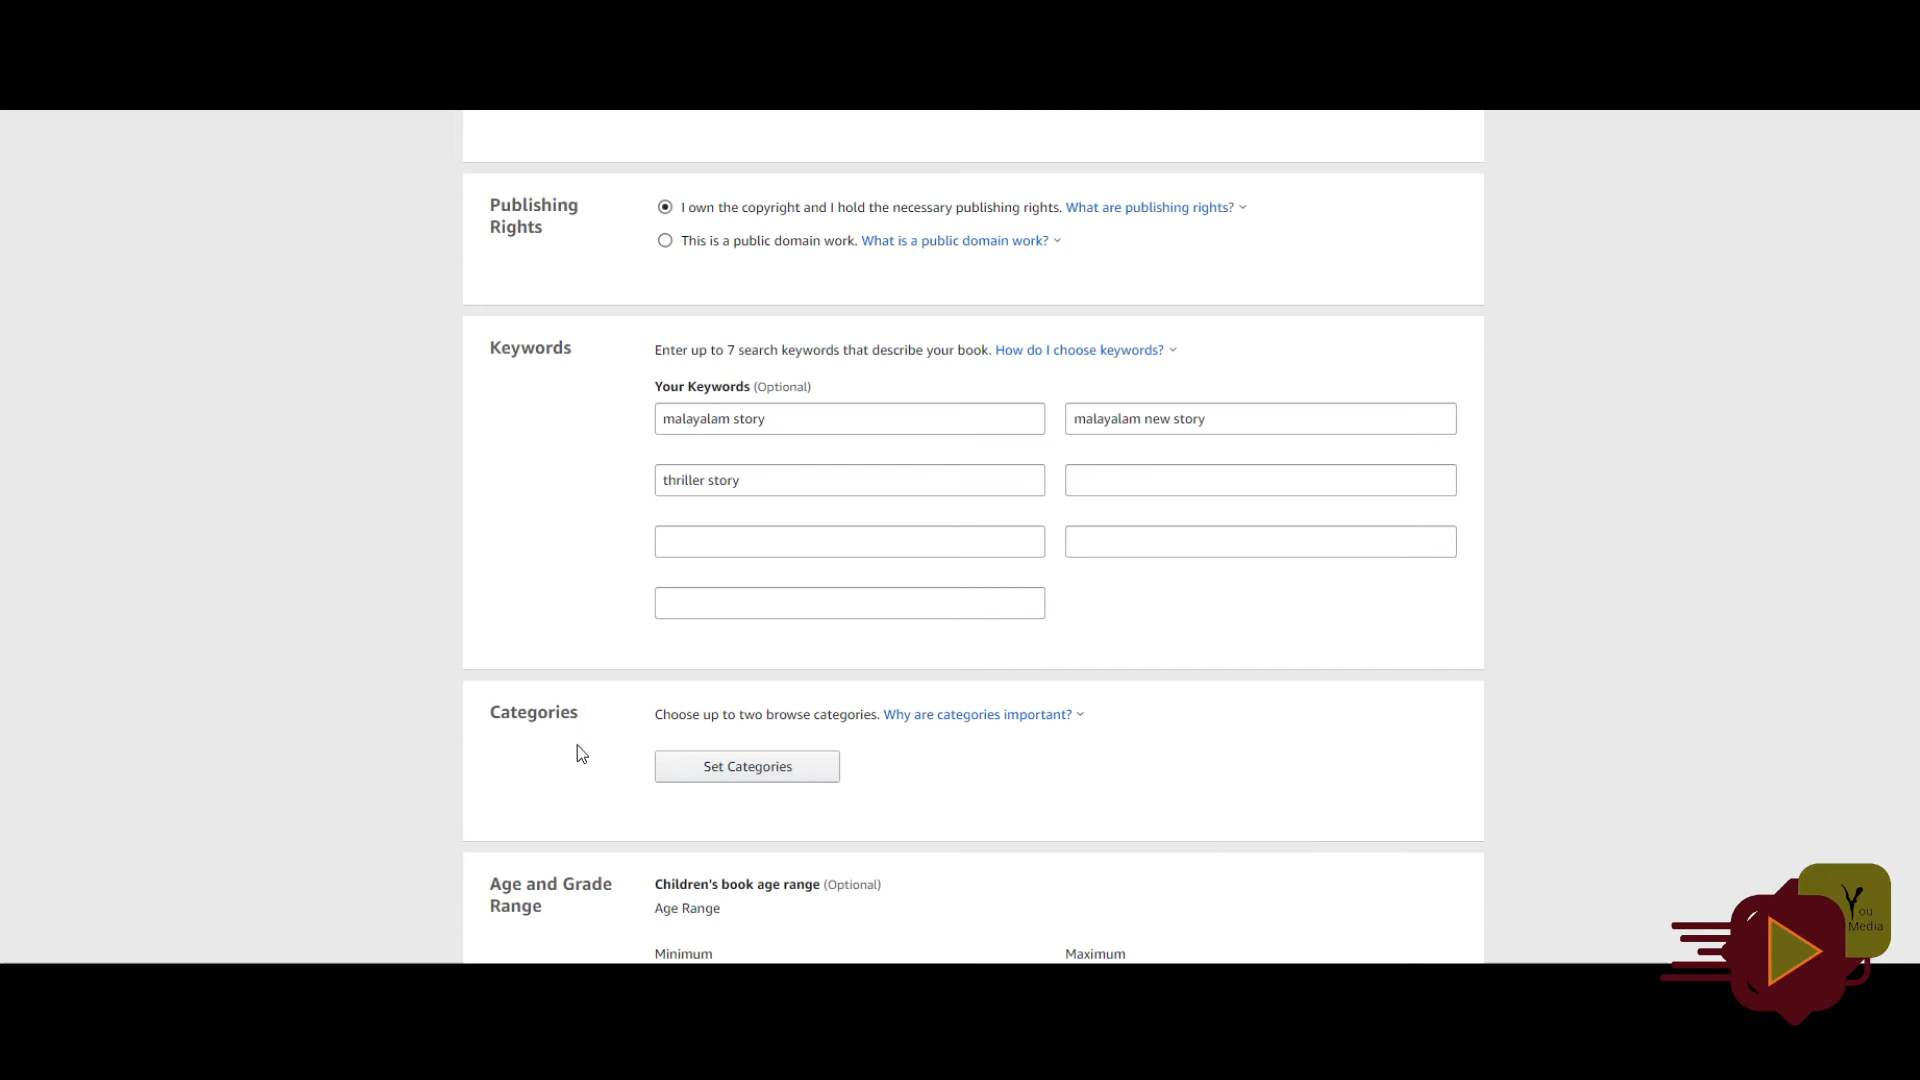 Publishing
Rights
I own the copyright and I hold the necessary publishing rights. What are publishing rights?
This is a public domain work. What is a public domain work?
Keywords
Enter up to 7 search keywords that describe your book. How do I choose keywords?
Your Keywords (Optional)
malayalam story
malayalam new story
thriller story
Categories
Choose up to two browse categories. Why are categories important?
Set Categories
Age and Grade
Range
Children's book age range (Optional)
Age Range
Minimum
Maximum
You
Media